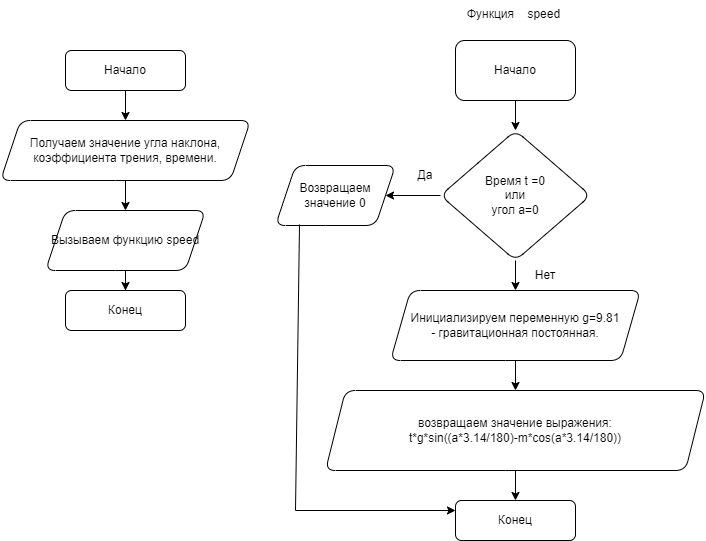 Начало
Получаем значение угла наклона,
коэффициента трения, времени.
Вызываем функцию speed
Конец
Функция speed
Начало
Время t =0
или
угол a=0
Да
Возвращаем
значение 0
Нет
Инициализируем переменную g=9.81
- гравитационная постоянная.
возвращаем значение выражения:
t*g*sin((a*3.14/180)-m*cos(a*3.14/180))
Конец